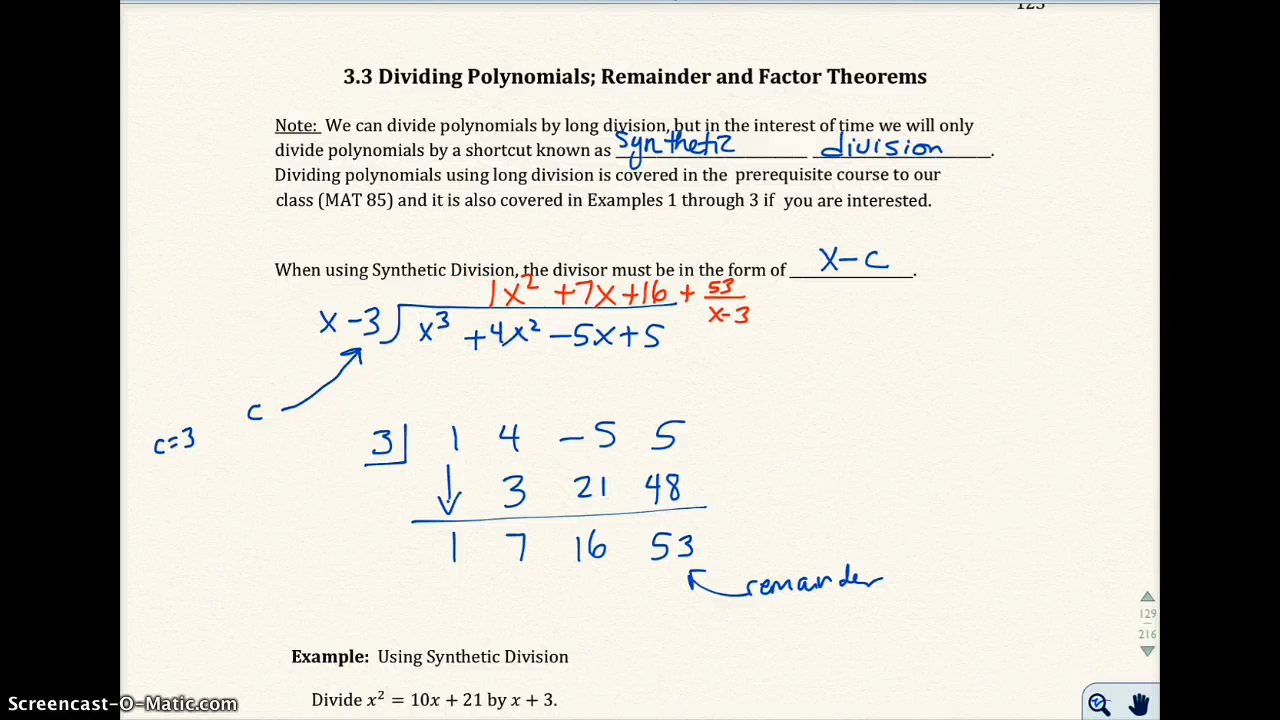 125
3.3 Dividing Polynomials; Remainder and Factor Theorems
Note: We can divide polynomials by long division, but in the interest of time we will only
divide polynomials by a shortcut known as synthetic division.
Dividing polynomials using long division is covered in the prerequisite course to our
class (MAT 85) and it is also covered in Examples 1 through 3 if you are interested.
When using Synthetic Division, the divisor must be in the form of x-c.
1x² +7x+16 + 53/x-3
x-3 x³ +4x² -5x+5
c
c=3
3 1 4 -5 5
3 21 48
1 7 16 53
remainder
Example: Using Synthetic Division
Divide x² = 10x + 21 by x + 3.
129
216
Screencast-O-Matic.com